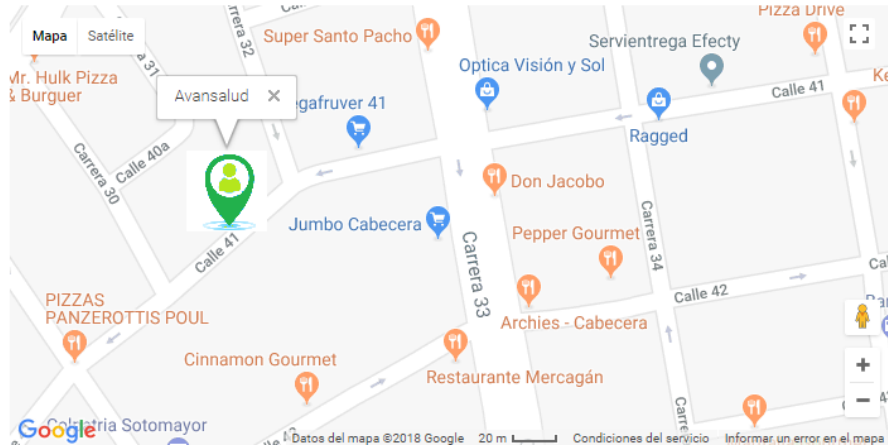 Mapa
Satélite
Super Santo Pacho
Pizza Drive
Servientrega Efecty
Carrera 32
Carrera 31
Mr. Hulk Pizza
& Burguer
Optica Visión y Sol
Avansalud
egafruver 41
Calle 41
Ragged
Calle 40a
Carrera 30
Don Jacobo
Jumbo Cabecera
Pepper Gourmet
Carrera 33
Carrera 34
Calle 41
Calle 42
PIZZAS
PANZEROTTIS POUL
Archies - Cabecera
Cinnamon Gourmet
Restaurante Mercagán
Sotomayor
Google
Datos del mapa ©2018 Google
20 m
Condiciones del servicio
Informar un error en el mapa